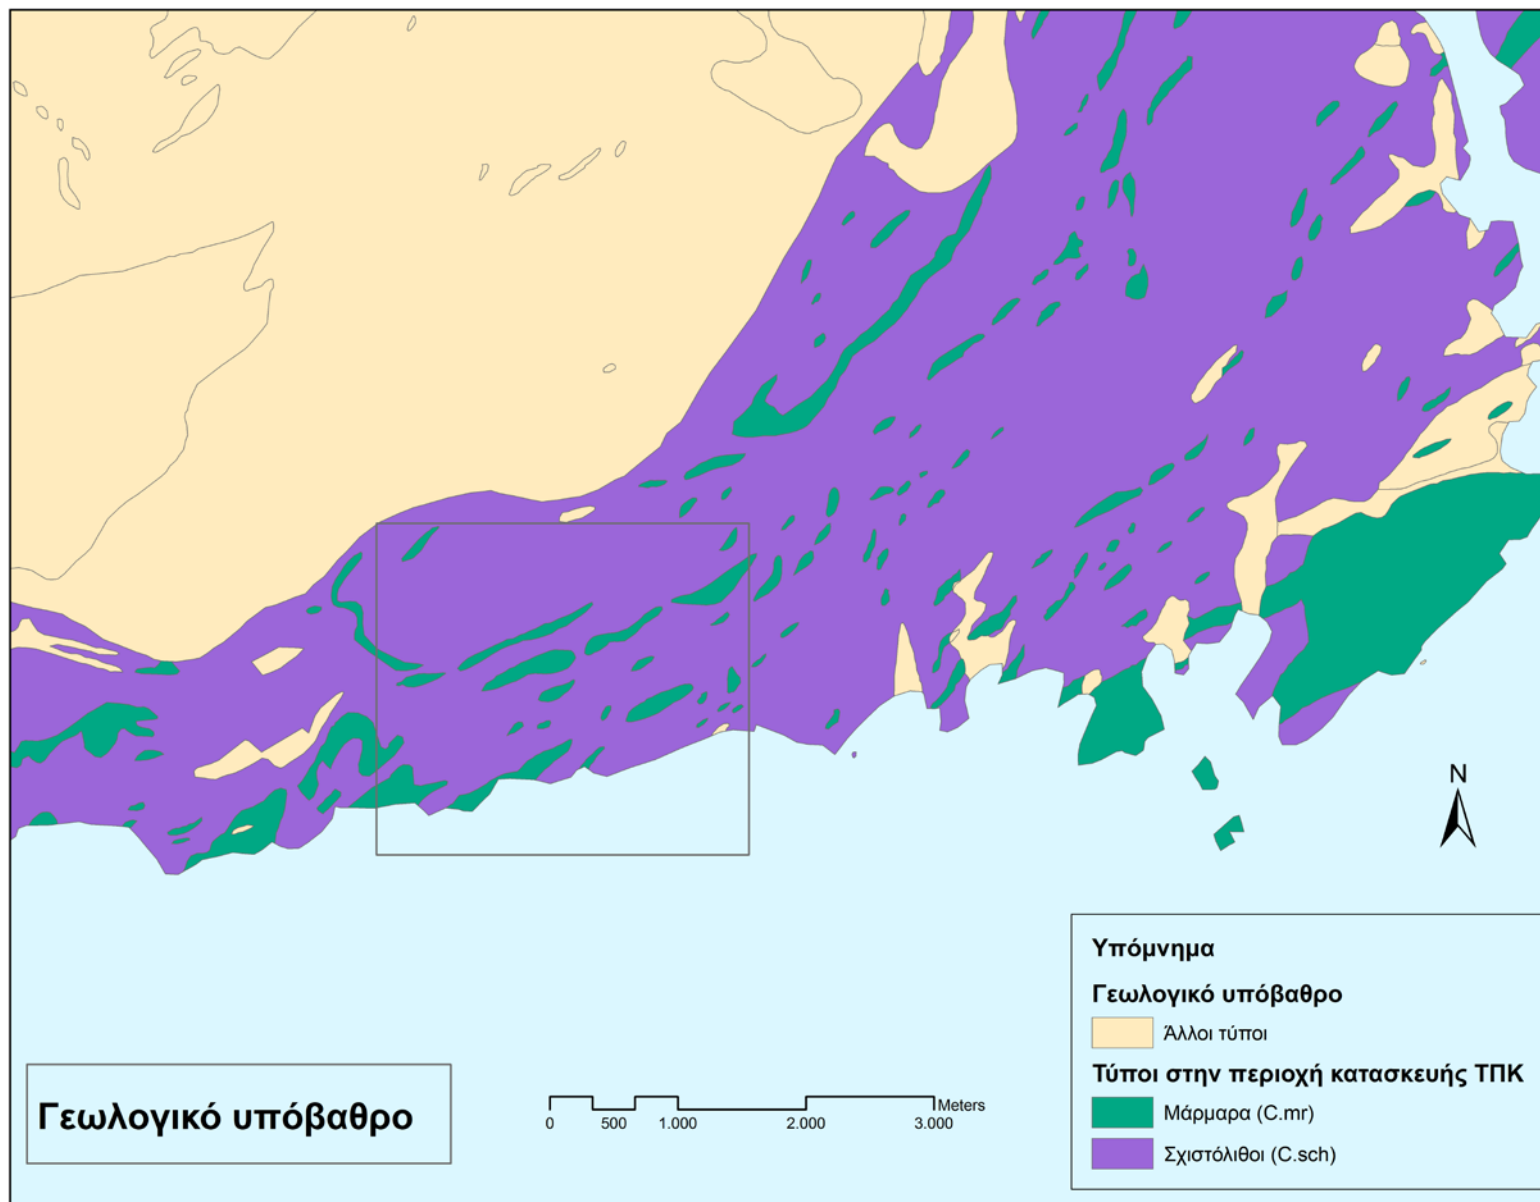 N
Υπόμνημα
Γεωλογικό υπόβαθρο
Άλλοι τύποι
Τύποι στην περιοχή κατασκευής ΤΠΚ
Μάρμαρα (C.mr)
Σχιστόλιθοι (C.sch)
Γεωλογικό υπόβαθρο
Meters
0 500 1.000 2.000 3.000